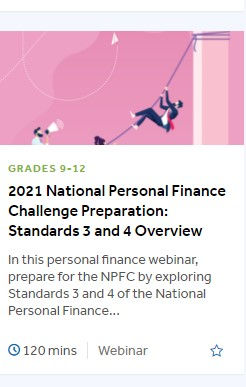 GRADES 9-12
2021 National Personal Finance
Challenge Preparation:
Standards 3 and 4 Overview
In this personal finance webinar,
prepare for the NPFC by exploring
Standards 3 and 4 of the National
Personal Finance...
120 mins Webinar